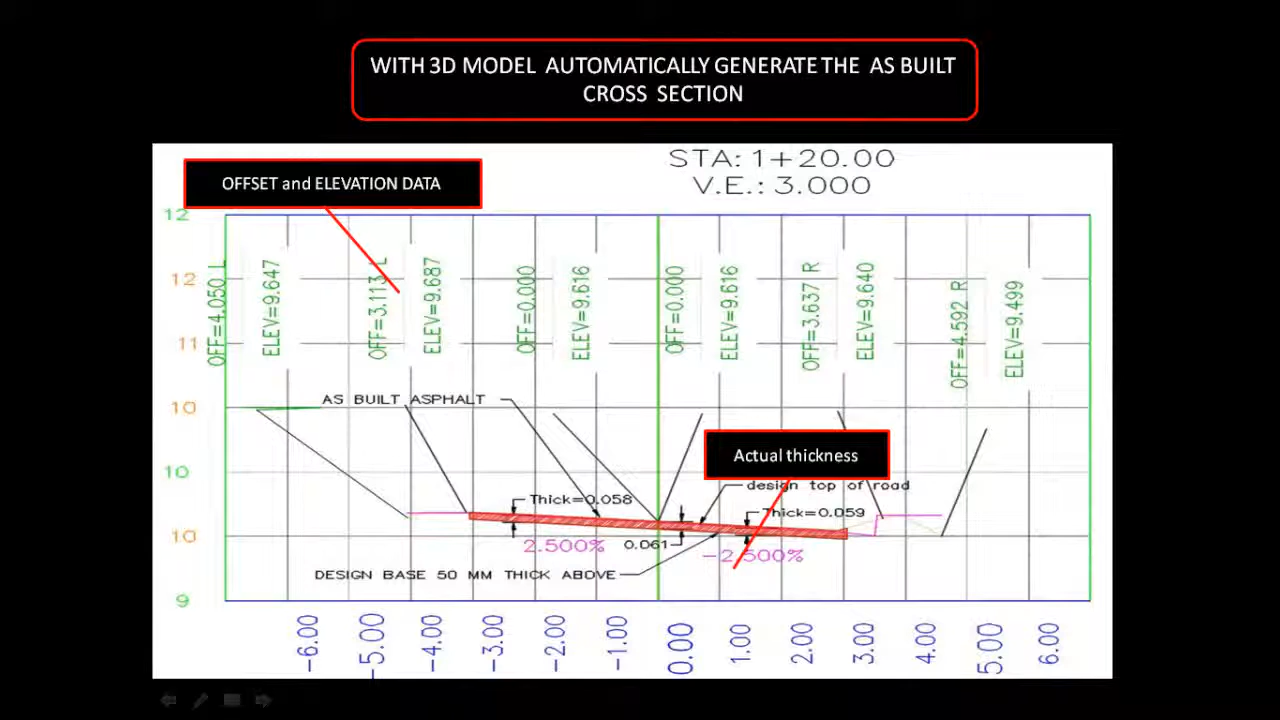 WITH 3D MODEL AUTOMATICALLY GENERATE THE AS BUILT
CROSS SECTION
STA: 1+20.00
V.E.: 3.000
OFFSET and ELEVATION DATA
12
12
11
10
10
10
9
OFF=4.050 L
ELEV=9.647
OFF=3.113 L
ELEV=9.687
OFF=0.000
ELEV=9.616
OFF=0.000
ELEV=9.616
OFF=3.637 R
ELEV=9.640
OFF=4.592 R
ELEV=9.499
AS BUILT ASPHALT
Actual thickness
design top of road
Thick=0.058
Thick=0.059
2.500%
0.061
-2.500%
DESIGN BASE 50 MM THICK ABOVE
-6.00
-5.00
-4.00
-3.00
-2.00
-1.00
0.00
1.00
2.00
3.00
4.00
5.00
6.00